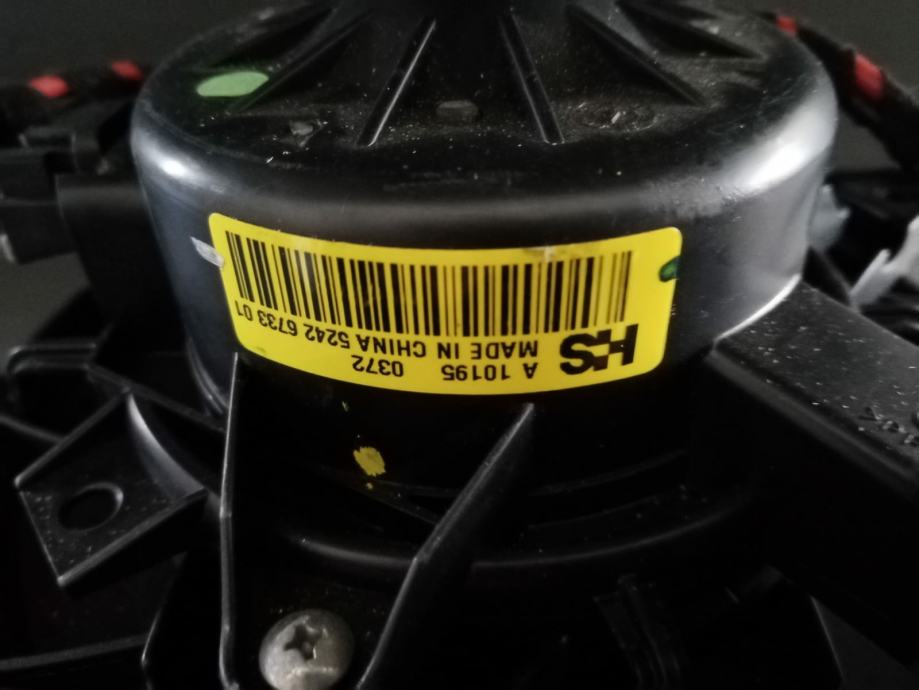 HS A 10195 0372
MADE IN CHINA 5242 6733 01